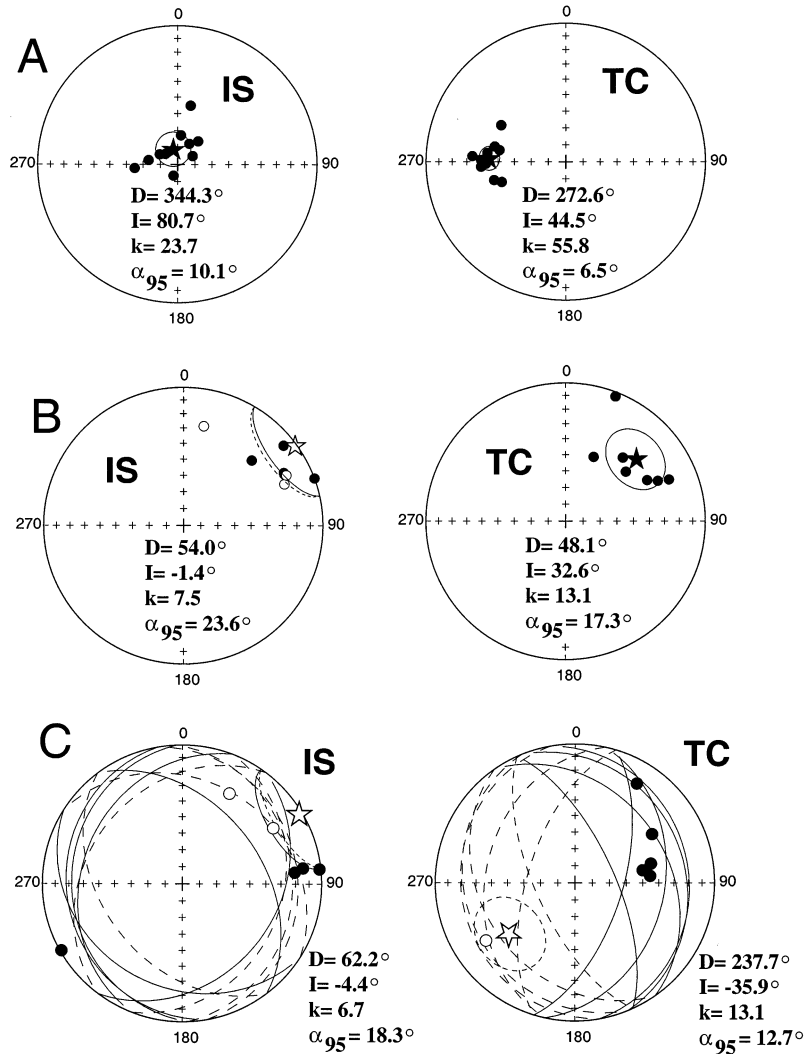 A
0
IS
270
90
D= 344.3°
I= 80.7°
k= 23.7
α95 = 10.1°
180
0
TC
270
90
D= 272.6°
I= 44.5°
k= 55.8
α95 = 6.5°
180
B
0
IS
270
90
D= 54.0°
I= -1.4°
k= 7.5
α95 = 23.6°
180
0
TC
270
90
D= 48.1°
I= 32.6°
k= 13.1
α95 = 17.3°
180
C
0
IS
270
90
D= 62.2°
I= -4.4°
k= 6.7
α95 = 18.3°
180
0
TC
270
90
D= 237.7°
I= -35.9°
k= 13.1
α95 = 12.7°
180